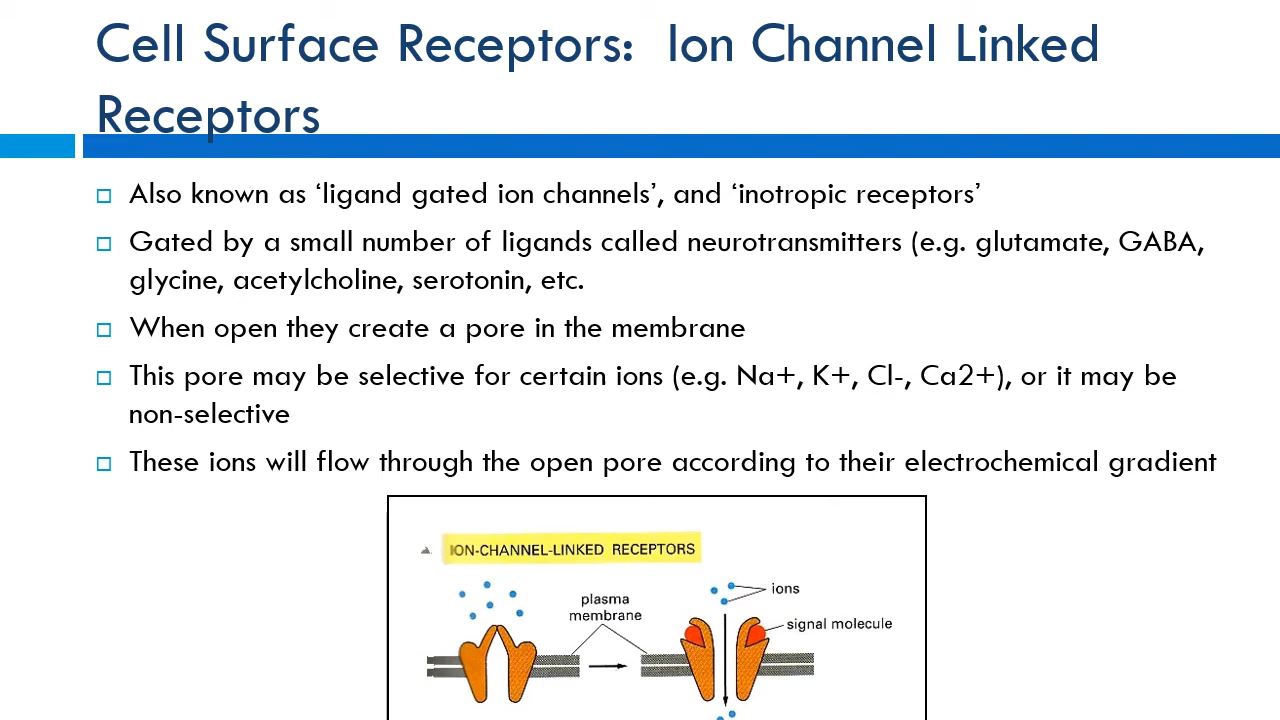 Cell Surface Receptors:  Ion Channel Linked
Receptors
Also known as ‘ligand gated ion channels’, and ‘inotropic receptors’
Gated by a small number of ligands called neurotransmitters (e.g. glutamate, GABA,
glycine, acetylcholine, serotonin, etc.
When open they create a pore in the membrane
This pore may be selective for certain ions (e.g. Na+, K+, Cl-, Ca2+), or it may be
non-selective
These ions will flow through the open pore according to their electrochemical gradient
ION-CHANNEL-LINKED RECEPTORS
ions
plasma
membrane
signal molecule